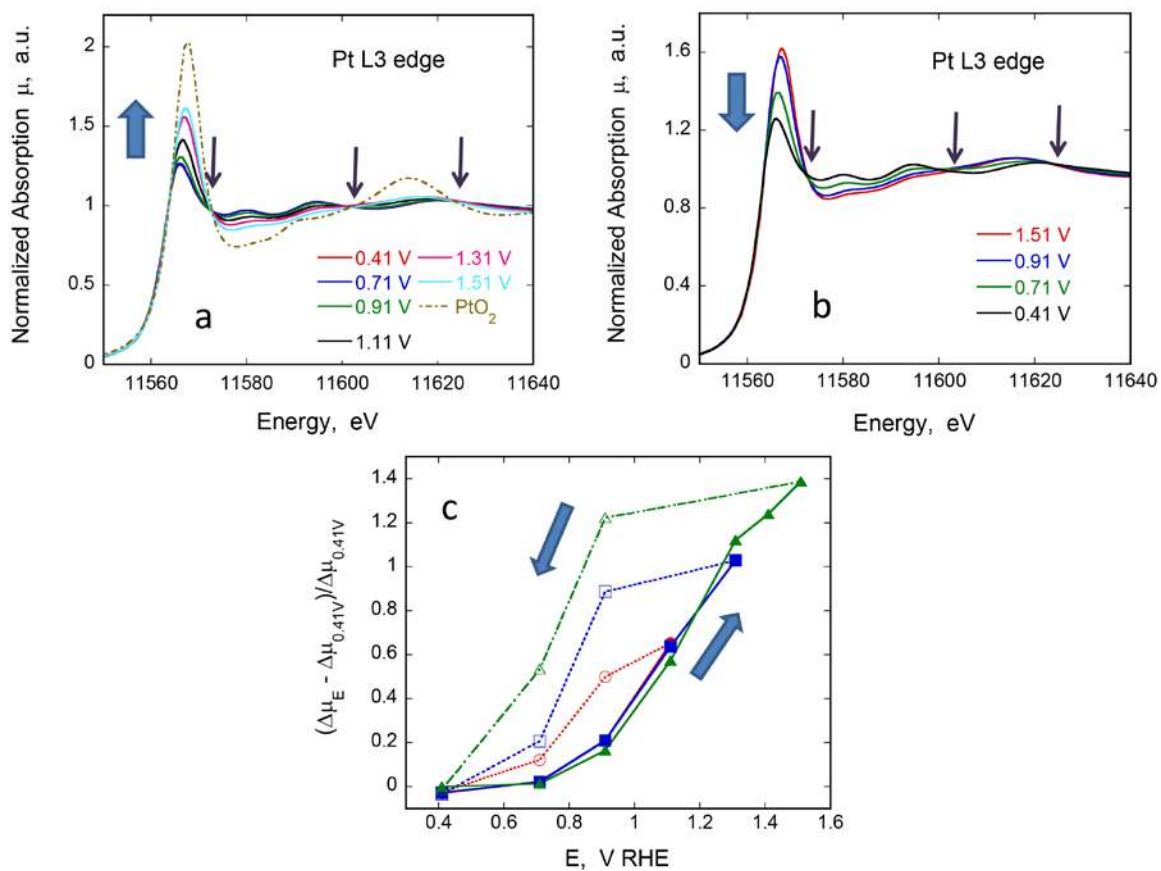 Normalized Absorption μ, a.u.
2
1.5
1
0.5
0
Pt L3 edge
0.41 V
1.31 V
0.71 V
1.51 V
0.91 V
PtO₂
1.11 V
a
11560 11580 11600 11620 11640
Energy, eV
Normalized Absorption μ, a.u.
1.6
1.2
0.8
0.4
0
Pt L3 edge
1.51 V
0.91 V
0.71 V
0.41 V
b
11560 11580 11600 11620 11640
Energy, eV
(Δμ_E - Δμ_0.41V)/Δμ_0.41V
1.4
1.2
1
0.8
0.6
0.4
0.2
0
c
0.4 0.6 0.8 1 1.2 1.4 1.6
E, V RHE